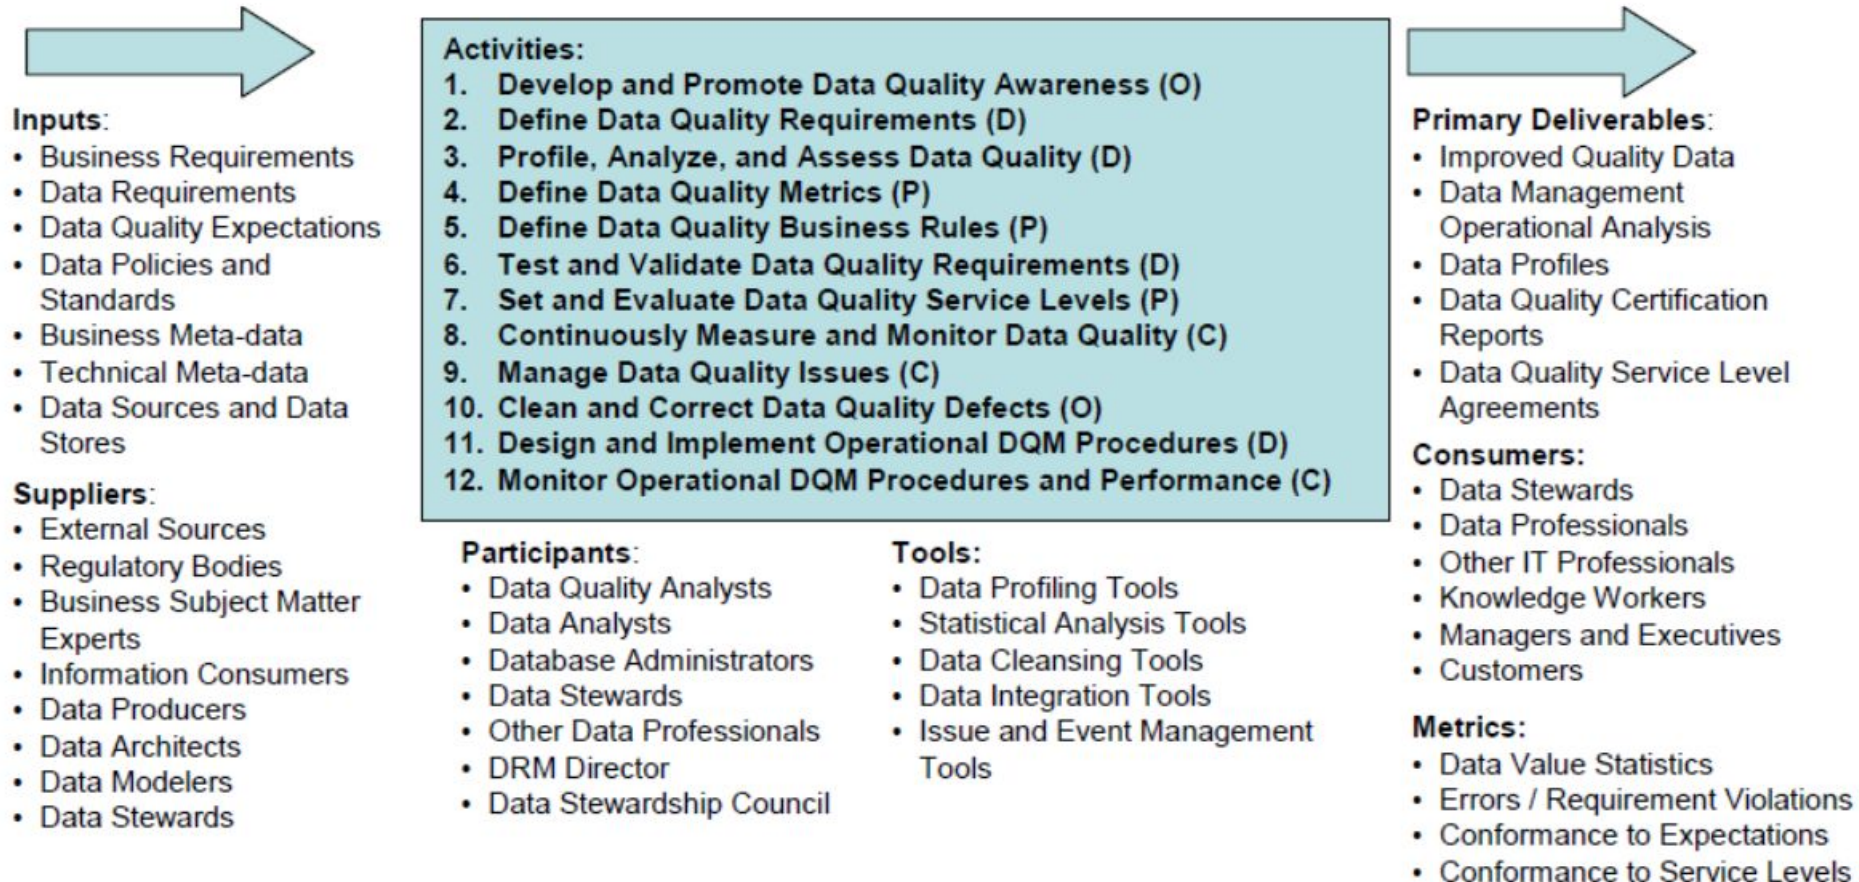 Inputs:
• Business Requirements
• Data Requirements
• Data Quality Expectations
• Data Policies and
Standards
• Business Meta-data
• Technical Meta-data
• Data Sources and Data
Stores
Suppliers:
• External Sources
• Regulatory Bodies
• Business Subject Matter
Experts
• Information Consumers
• Data Producers
• Data Architects
• Data Modelers
• Data Stewards
Activities:
1. Develop and Promote Data Quality Awareness (O)
2. Define Data Quality Requirements (D)
3. Profile, Analyze, and Assess Data Quality (D)
4. Define Data Quality Metrics (P)
5. Define Data Quality Business Rules (P)
6. Test and Validate Data Quality Requirements (D)
7. Set and Evaluate Data Quality Service Levels (P)
8. Continuously Measure and Monitor Data Quality (C)
9. Manage Data Quality Issues (C)
10. Clean and Correct Data Quality Defects (O)
11. Design and Implement Operational DQM Procedures (D)
12. Monitor Operational DQM Procedures and Performance (C)
Participants:
• Data Quality Analysts
• Data Analysts
• Database Administrators
• Data Stewards
• Other Data Professionals
• DRM Director
• Data Stewardship Council
Tools:
• Data Profiling Tools
• Statistical Analysis Tools
• Data Cleansing Tools
• Data Integration Tools
• Issue and Event Management
Tools
Primary Deliverables:
• Improved Quality Data
• Data Management
Operational Analysis
• Data Profiles
• Data Quality Certification
Reports
• Data Quality Service Level
Agreements
Consumers:
• Data Stewards
• Data Professionals
• Other IT Professionals
• Knowledge Workers
• Managers and Executives
• Customers
Metrics:
• Data Value Statistics
• Errors / Requirement Violations
• Conformance to Expectations
• Conformance to Service Levels